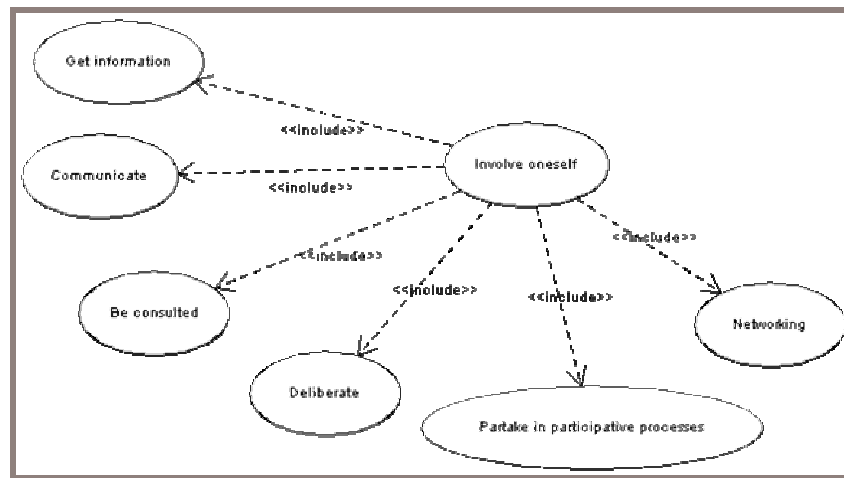 Get information
<<include>>
Involve oneself
Communicate
<<include>>
<<include>>
<<include>>
Be consulted
<<include>>
<<include>>
Networking
Deliberate
Partake in participative processes